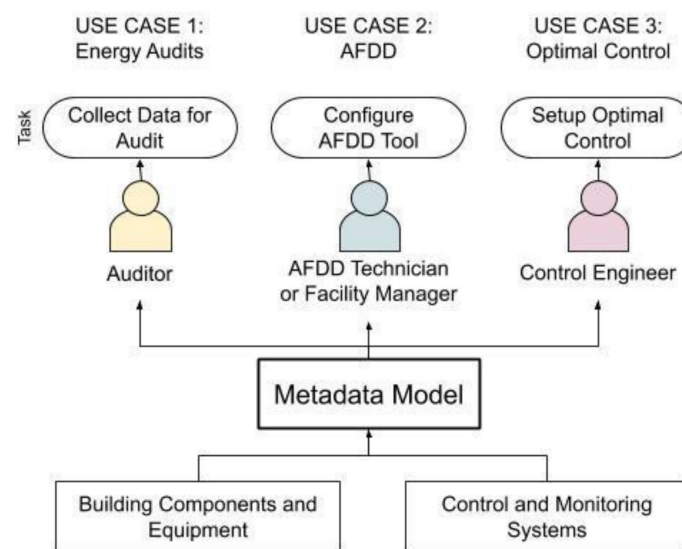 USE CASE 1:
Energy Audits
USE CASE 2:
AFDD
USE CASE 3:
Optimal Control
Task
Collect Data for
Audit
Configure
AFDD Tool
Setup Optimal
Control
Auditor
AFDD Technician
or Facility Manager
Control Engineer
Metadata Model
Building Components and
Equipment
Control and Monitoring
Systems